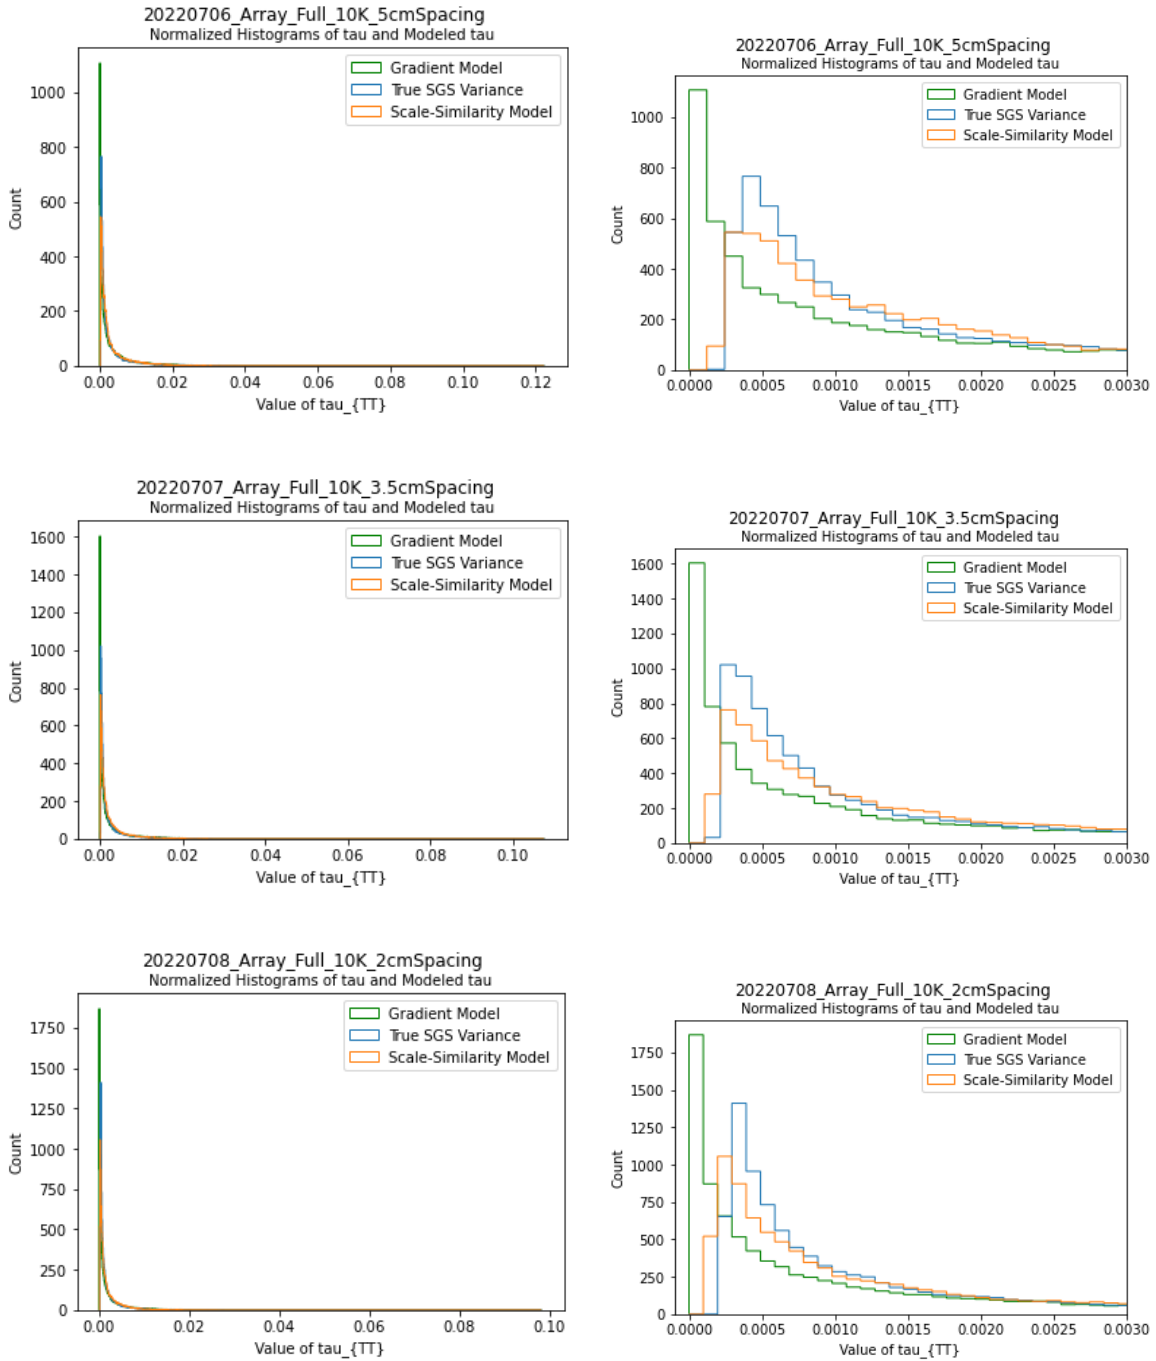 20220706_Array_Full_10K_5cmSpacing
Normalized Histograms of tau and Modeled tau
Gradient Model
True SGS Variance
Scale-Similarity Model
Count
1000
800
600
400
200
0
0.00 0.02 0.04 0.06 0.08 0.10 0.12
Value of tau_{TT}
20220706_Array_Full_10K_5cmSpacing
Normalized Histograms of tau and Modeled tau
Gradient Model
True SGS Variance
Scale-Similarity Model
Count
1000
800
600
400
200
0
0.0000 0.0005 0.0010 0.0015 0.0020 0.0025 0.0030
Value of tau_{TT}
20220707_Array_Full_10K_3.5cmSpacing
Normalized Histograms of tau and Modeled tau
Gradient Model
True SGS Variance
Scale-Similarity Model
Count
1600
1400
1200
1000
800
600
400
200
0
0.00 0.02 0.04 0.06 0.08 0.10
Value of tau_{TT}
20220707_Array_Full_10K_3.5cmSpacing
Normalized Histograms of tau and Modeled tau
Gradient Model
True SGS Variance
Scale-Similarity Model
Count
1600
1400
1200
1000
800
600
400
200
0
0.0000 0.0005 0.0010 0.0015 0.0020 0.0025 0.0030
Value of tau_{TT}
20220708_Array_Full_10K_2cmSpacing
Normalized Histograms of tau and Modeled tau
Gradient Model
True SGS Variance
Scale-Similarity Model
Count
1750
1500
1250
1000
750
500
250
0
0.00 0.02 0.04 0.06 0.08 0.10
Value of tau_{TT}
20220708_Array_Full_10K_2cmSpacing
Normalized Histograms of tau and Modeled tau
Gradient Model
True SGS Variance
Scale-Similarity Model
Count
1750
1500
1250
1000
750
500
250
0
0.0000 0.0005 0.0010 0.0015 0.0020 0.0025 0.0030
Value of tau_{TT}